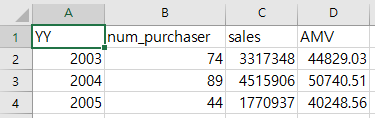 A B C D
1 YY num_purchaser sales AMV
2 2003 74 3317348 44829.03
3 2004 89 4515906 50740.51
4 2005 44 1770937 40248.56